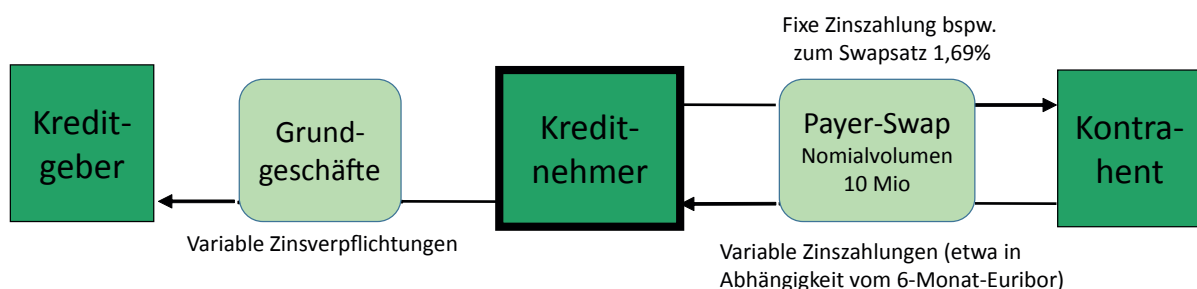 Fixe Zinszahlung bspw.
zum Swapsatz 1,69%
Kredit-
geber
Grund-
geschäfte
Kredit-
nehmer
Payer-Swap
Nomialvolumen
10 Mio
Kontra-
hent
Variable Zinsverpflichtungen
Variable Zinszahlungen (etwa in
Abhängigkeit vom 6-Monat-Euribor)